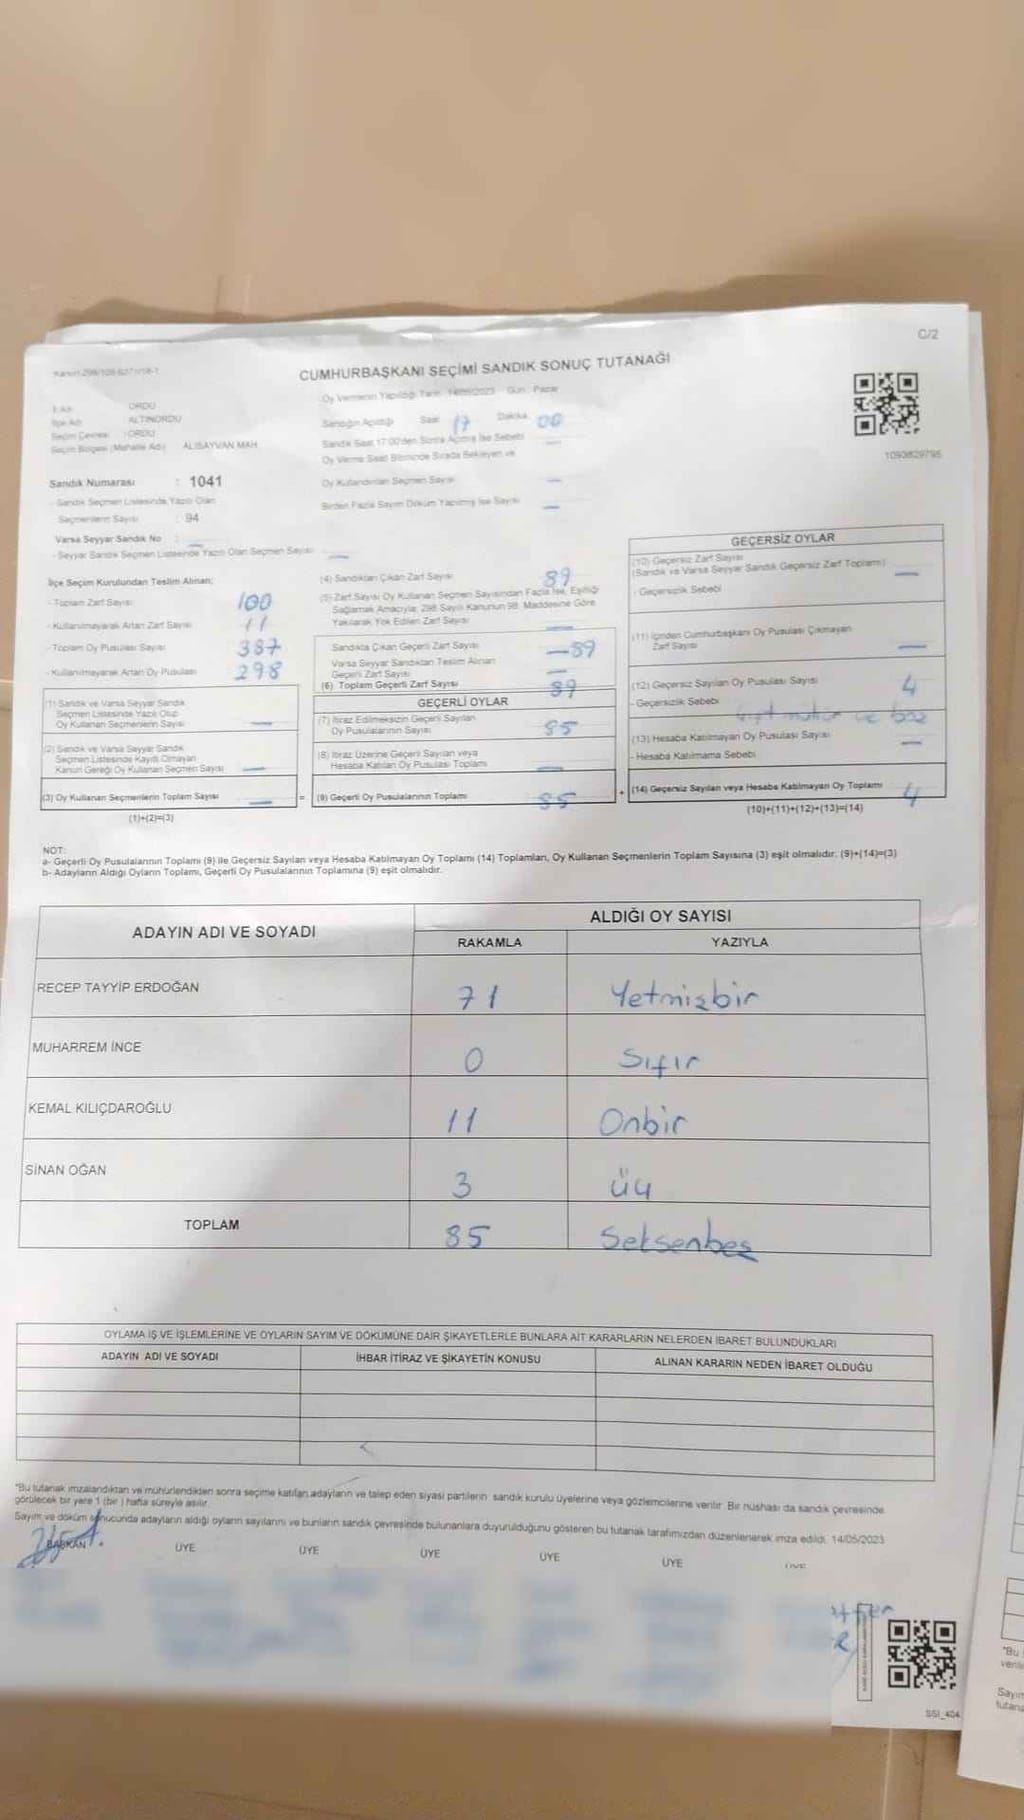 C/2
CUMHURBAŞKANI SEÇİMİ SANDIK SONUÇ TUTANAĞI
Oy Vermenin Yapıldığı Tarih 14/05/2023 Gün Pazar
İl Adı ORDU
İlçe Adı ALTINORDU
Seçim Çevresi : ORDU
Seçim Bölgesi (Mahalle Adı) ALİSAYVAN MAH
Sandık Numarası : 1041
- Sandık Seçmen Listesinde Yazılı Olan
Seçmenlerin Sayısı : 94
Varsa Seyyar Sandık No : —
- Seyyar Sandık Seçmen Listesinde Yazılı Olan Seçmen Sayısı —
Sandığın Açıldığı Saat 17 Dakika 00
Sandık Saat 17:00'den Sonra Açılmış İse Sebebi —
Oy Verme Saati Bitiminde Sırada Bekleyen ve
Oy Kullandırılan Seçmen Sayısı —
Birden Fazla Sayım Döküm Yapılmış İse Sayısı —
1093829795
İlçe Seçim Kurulundan Teslim Alınan;
- Toplam Zarf Sayısı 100
- Kullanılmayarak Artan Zarf Sayısı 11
- Toplam Oy Pusulası Sayısı 387
- Kullanılmayarak Artan Oy Pusulası 298
(1) Sandık ve Varsa Seyyar Sandık
Seçmen Listesinde Yazılı Olup
Oy Kullanan Seçmenlerin Sayısı —
(2) Sandık ve Varsa Seyyar Sandık
Seçmen Listesinde Kayıtlı Olmayan
Kanun Gereği Oy Kullanan Seçmen Sayısı —
(3) Oy Kullanan Seçmenlerin Toplam Sayısı —
(1)+(2)=(3)
(4) Sandıktan Çıkan Zarf Sayısı 89
(5) Zarf Sayısı Oy Kullanan Seçmen Sayısından Fazla İse, Eşitliği
Sağlamak Amacıyla; 298 Sayılı Kanunun 98. Maddesine Göre
Yakılarak Yok Edilen Zarf Sayısı —
Sandıkta Çıkan Geçerli Zarf Sayısı —89
Varsa Seyyar Sandıktan Teslim Alınan
Geçerli Zarf Sayısı —
(6) Toplam Geçerli Zarf Sayısı 89
GEÇERLİ OYLAR
(7) İtiraz Edilmeksizin Geçerli Sayılan
Oy Pusulalarının Sayısı 85
(8) İtiraz Üzerine Geçerli Sayılan veya
Hesaba Katılan Oy Pusulası Toplamı —
= (9) Geçerli Oy Pusulalarının Toplamı 85
GEÇERSİZ OYLAR
(10) Geçersiz Zarf Sayısı
(Sandık ve Varsa Seyyar Sandık Geçersiz Zarf Toplamı) —
- Geçersizlik Sebebi
(11) İçinden Cumhurbaşkanı Oy Pusulası Çıkmayan
Zarf Sayısı —
(12) Geçersiz Sayılan Oy Pusulası Sayısı 4
- Geçersizlik Sebebi mühür ve boş
(13) Hesaba Katılmayan Oy Pusulası Sayısı —
- Hesaba Katılmama Sebebi
+ (14) Geçersiz Sayılan veya Hesaba Katılmayan Oy Toplamı 4
(10)+(11)+(12)+(13)=(14)
NOT:
a- Geçerli Oy Pusulalarının Toplamı (9) ile Geçersiz Sayılan veya Hesaba Katılmayan Oy Toplamı (14) Toplamları, Oy Kullanan Seçmenlerin Toplam Sayısına (3) eşit olmalıdır. (9)+(14)=(3)
b- Adayların Aldığı Oyların Toplamı, Geçerli Oy Pusulalarının Toplamına (9) eşit olmalıdır.
ADAYIN ADI VE SOYADI ALDIĞI OY SAYISI
RAKAMLA YAZIYLA
RECEP TAYYİP ERDOĞAN 71 Yetmişbir
MUHARREM İNCE 0 Sıfır
KEMAL KILIÇDAROĞLU 11 Onbir
SİNAN OĞAN 3 üç
TOPLAM 85 Seksenbeş
OYLAMA İŞ VE İŞLEMLERİNE VE OYLARIN SAYIM VE DÖKÜMÜNE DAİR ŞİKAYETLERLE BUNLARA AİT KARARLARIN NELERDEN İBARET BULUNDUKLARI
ADAYIN ADI VE SOYADI İHBAR İTİRAZ VE ŞİKAYETİN KONUSU ALINAN KARARIN NEDEN İBARET OLDUĞU
*Bu tutanak imzalandıktan ve mühürlendikten sonra seçime katılan adayların ve talep eden siyasi partilerin sandık kurulu üyelerine veya gözlemcilerine verilir. Bir nüshası da sandık çevresinde
görülecek bir yere 1 (bir ) hafta süreyle asılır.
Sayım ve döküm sonucunda adayların aldığı oyların sayılarını ve bunların sandık çevresinde bulunanlara duyurulduğunu gösteren bu tutanak tarafımızdan düzenlenerek imza edildi. 14/05/2023
BAŞKAN ÜYE ÜYE ÜYE ÜYE ÜYE ÜYE
SSİ_404
*Bu
Sayım